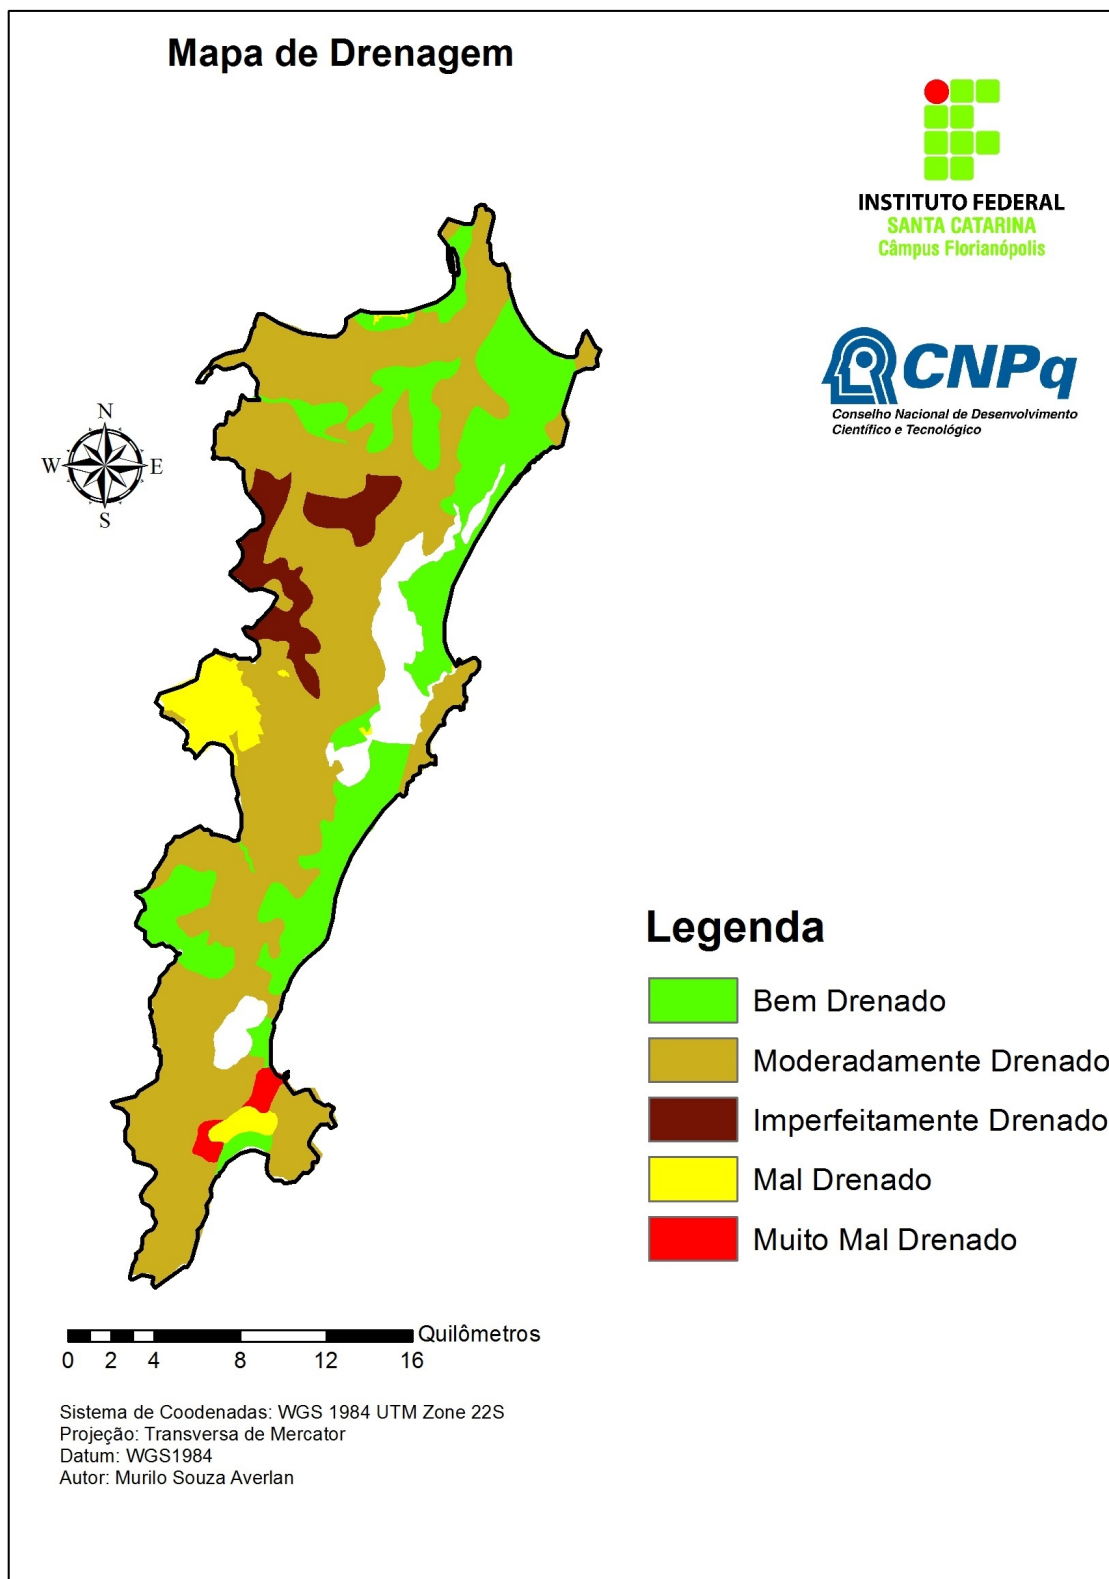 Mapa de Drenagem
INSTITUTO FEDERAL
SANTA CATARINA
Câmpus Florianópolis
CNPq
Conselho Nacional de Desenvolvimento
Científico e Tecnológico
N
W E
S
Legenda
Bem Drenado
Moderadamente Drenado
Imperfeitamente Drenado
Mal Drenado
Muito Mal Drenado
Quilômetros
0 2 4 8 12 16
Sistema de Coodenadas: WGS 1984 UTM Zone 22S
Projeção: Transversa de Mercator
Datum: WGS1984
Autor: Murilo Souza Averlan